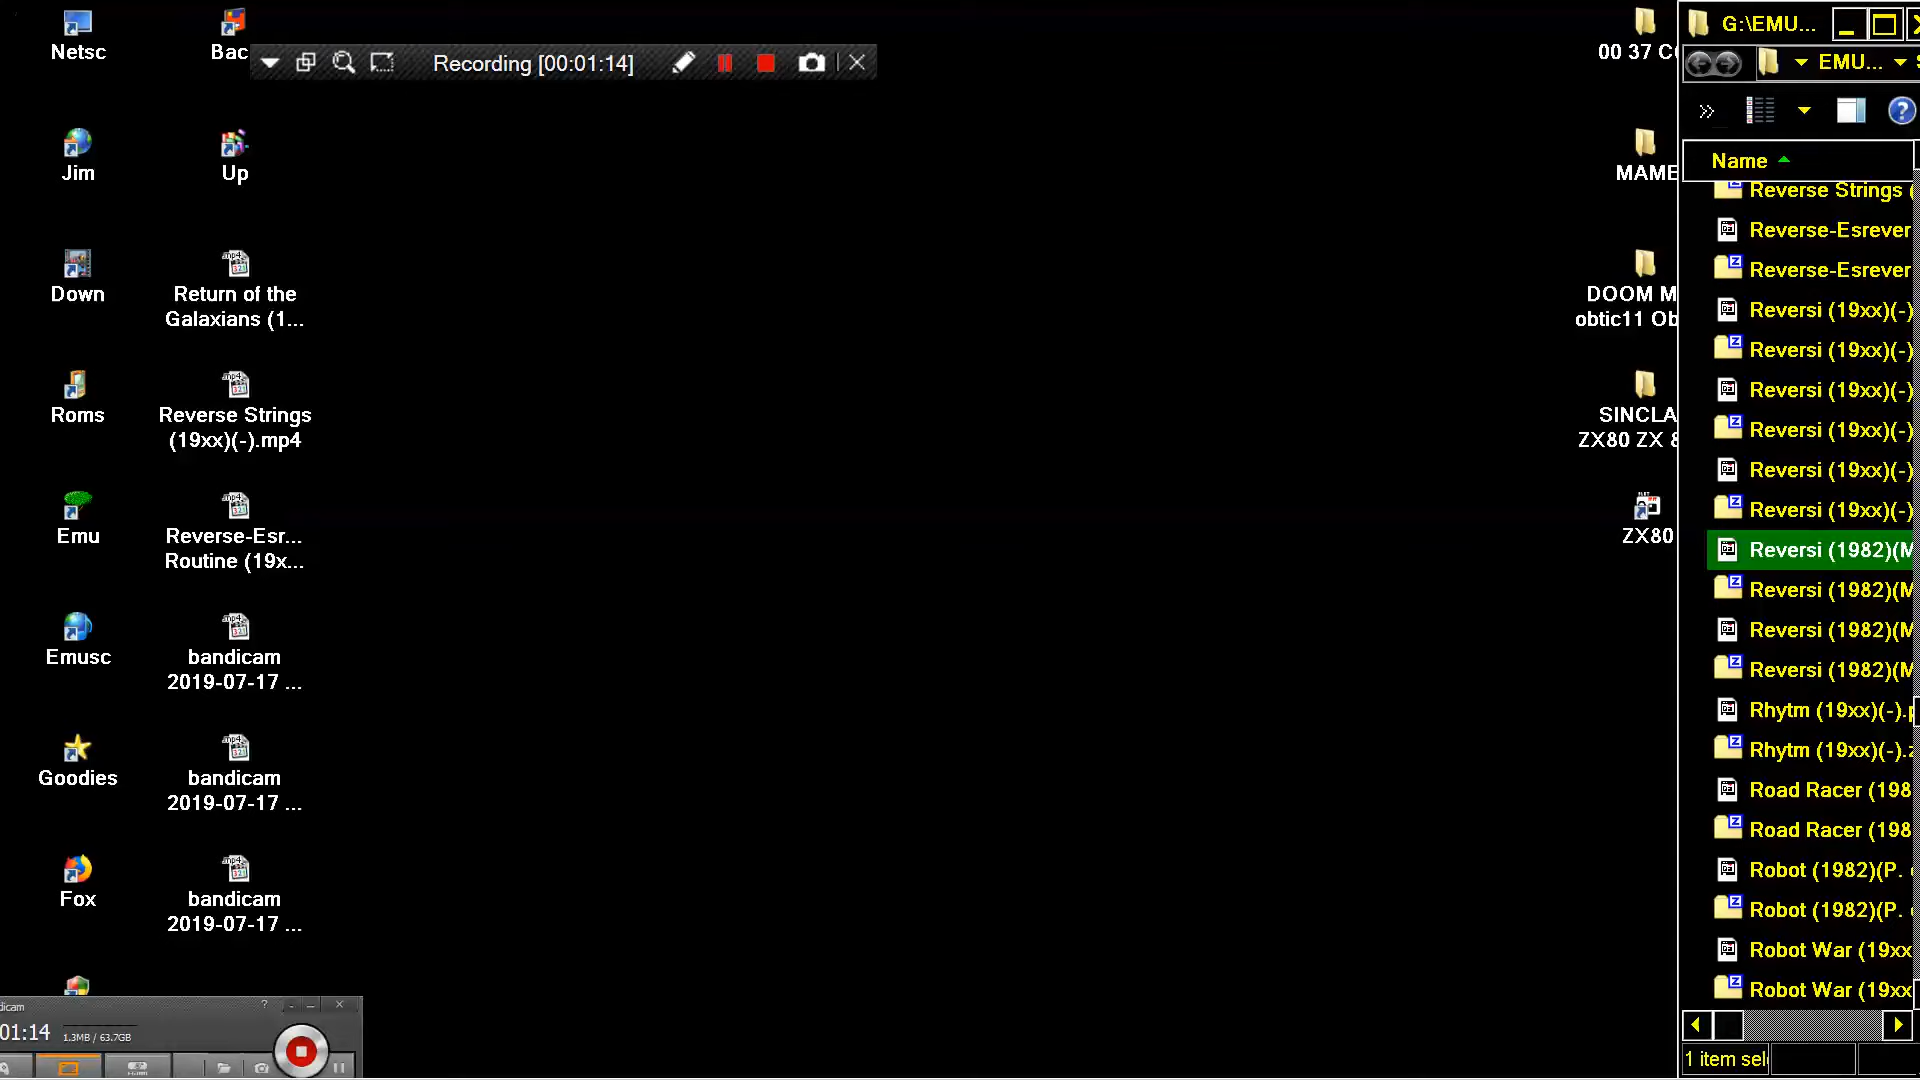 Netsc
Bac
Recording [00:01:14]
00 37 C
G:\EMU...
EMU...
Jim
Up
MAME
Name
Reverse Strings (
Reverse-Esrever
Reverse-Esrever
Down
Return of the
Galaxians (1...
DOOM M
obtic11 Ob
Reversi (19xx)(-)
Reversi (19xx)(-)
Reversi (19xx)(-)
Reversi (19xx)(-)
Reversi (19xx)(-)
Reversi (19xx)(-)
Roms
Reverse Strings
(19xx)(-).mp4
SINCLA
ZX80 ZX 8
Emu
Reverse-Esr...
Routine (19x...
ZX80
Reversi (1982)(M
Reversi (1982)(M
Reversi (1982)(M
Reversi (1982)(M
Emusc
bandicam
2019-07-17 ...
Rhytm (19xx)(-).p
Rhytm (19xx)(-).z
Goodies
bandicam
2019-07-17 ...
Road Racer (198
Road Racer (198
Fox
bandicam
2019-07-17 ...
Robot (1982)(P.
Robot (1982)(P.
Robot War (19xx
Robot War (19xx
dicam
01:14
1.3MB / 63.7GB
1 item sel